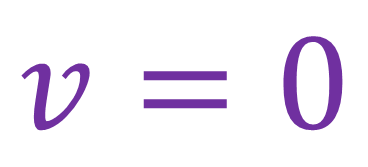 v = 0